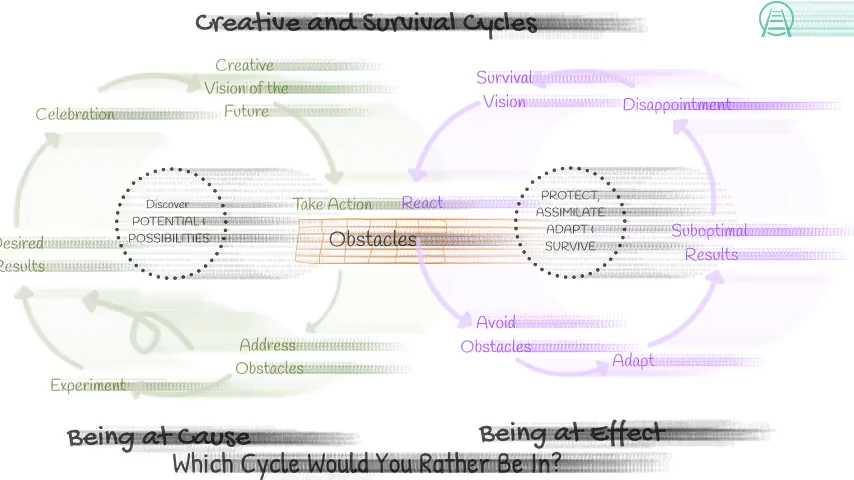 Creative and Survival Cycles
Creative
Vision of the
Future
Celebration
Take Action
Discover
POTENTIAL &
POSSIBILITIES
Desired
Results
Obstacles
Address
Obstacles
Experiment
Being at Cause
Survival
Vision
Disappointment
React
PROTECT,
ASSIMILATE
ADAPT &
SURVIVE
Suboptimal
Results
Avoid
Obstacles
Adapt
Being at Effect
Which Cycle Would You Rather Be In?